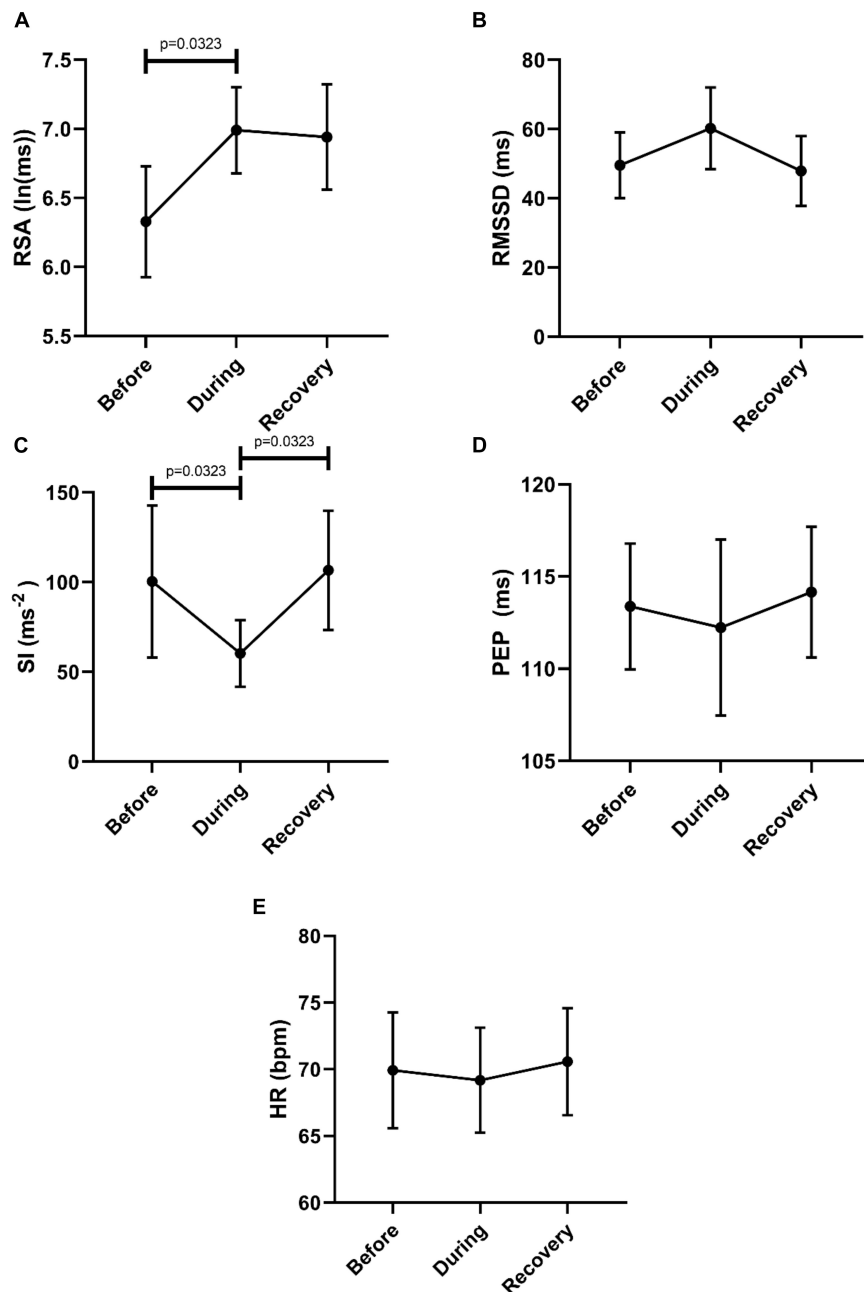 A
p=0.0323
RSA (ln(ms))
7.5
7.0
6.5
6.0
5.5
Before
During
Recovery
B
RMSSD (ms)
80
60
40
20
0
Before
During
Recovery
C
p=0.0323
p=0.0323
SI (ms⁻²)
150
100
50
0
Before
During
Recovery
D
PEP (ms)
120
115
110
105
Before
During
Recovery
E
HR (bpm)
80
75
70
65
60
Before
During
Recovery